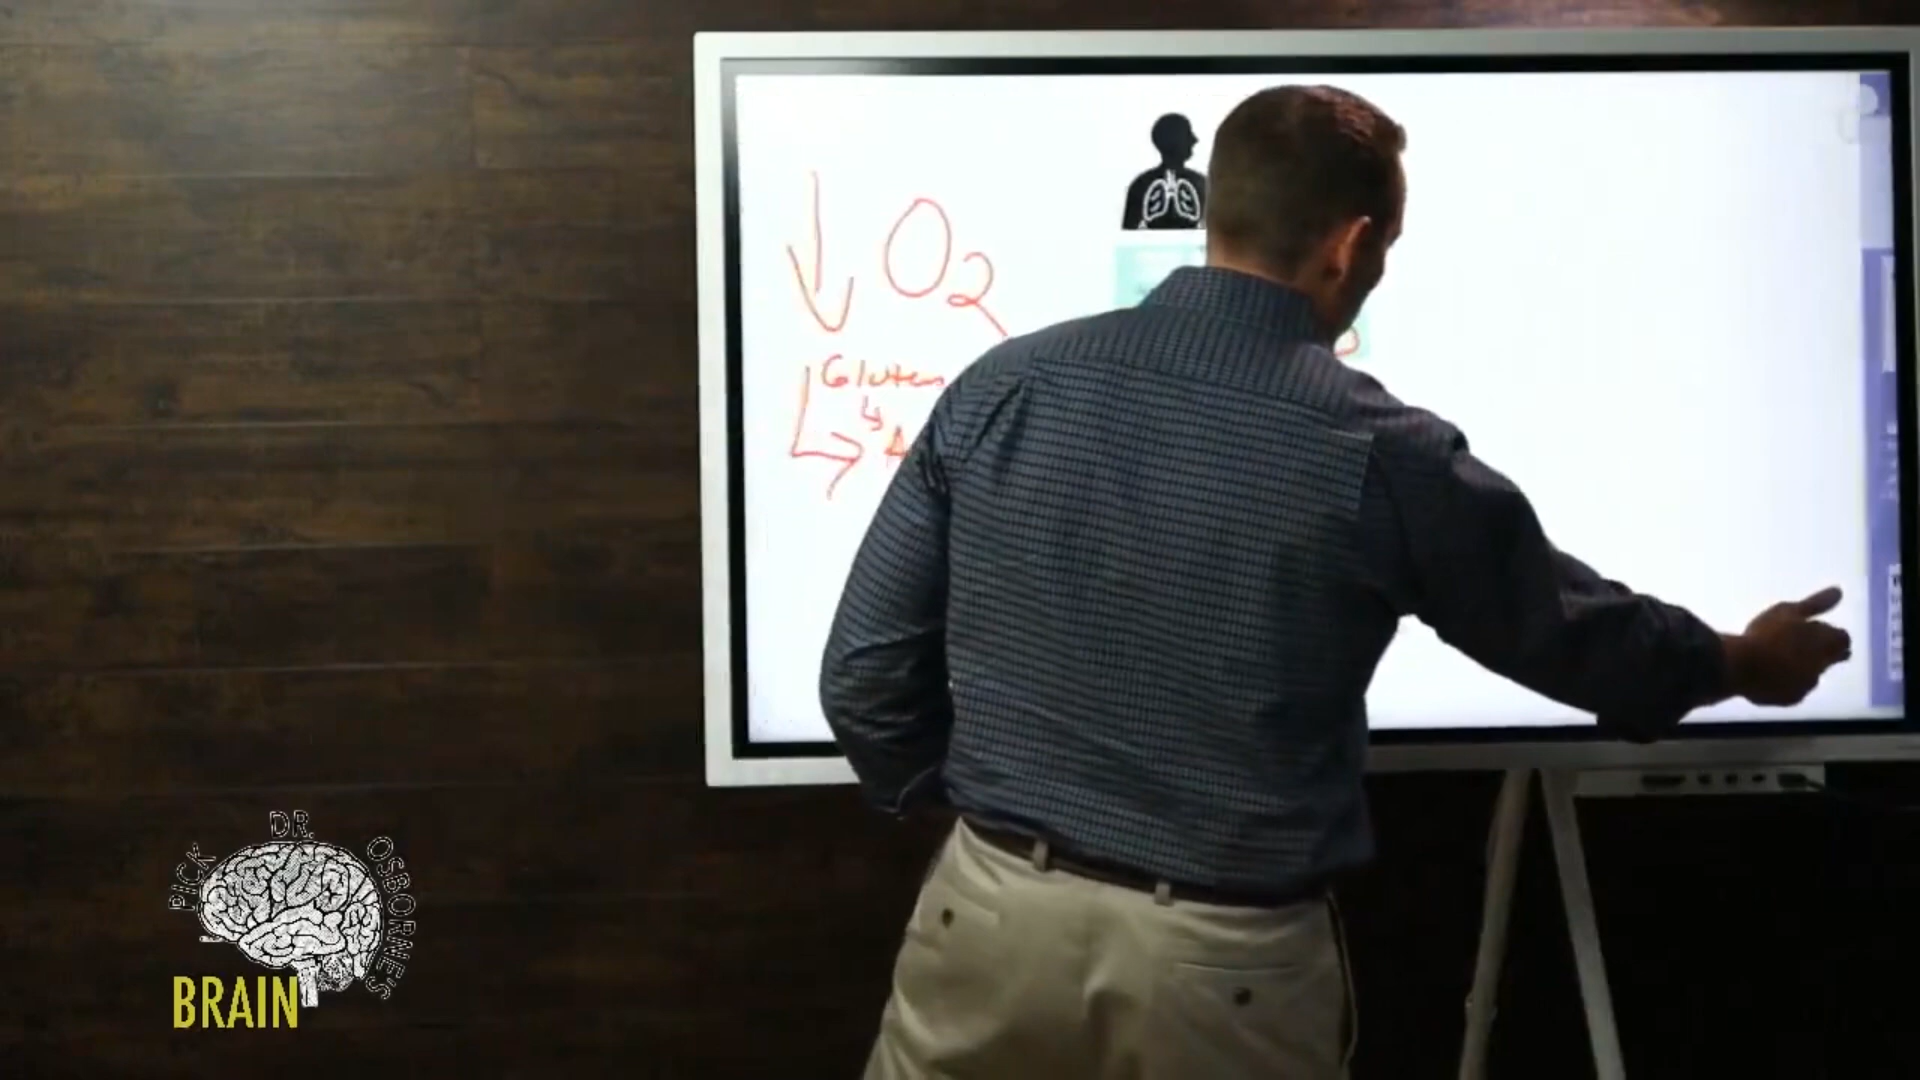 ↓ O2
Gluten
PICK DR. OSBORNE'S
BRAIN